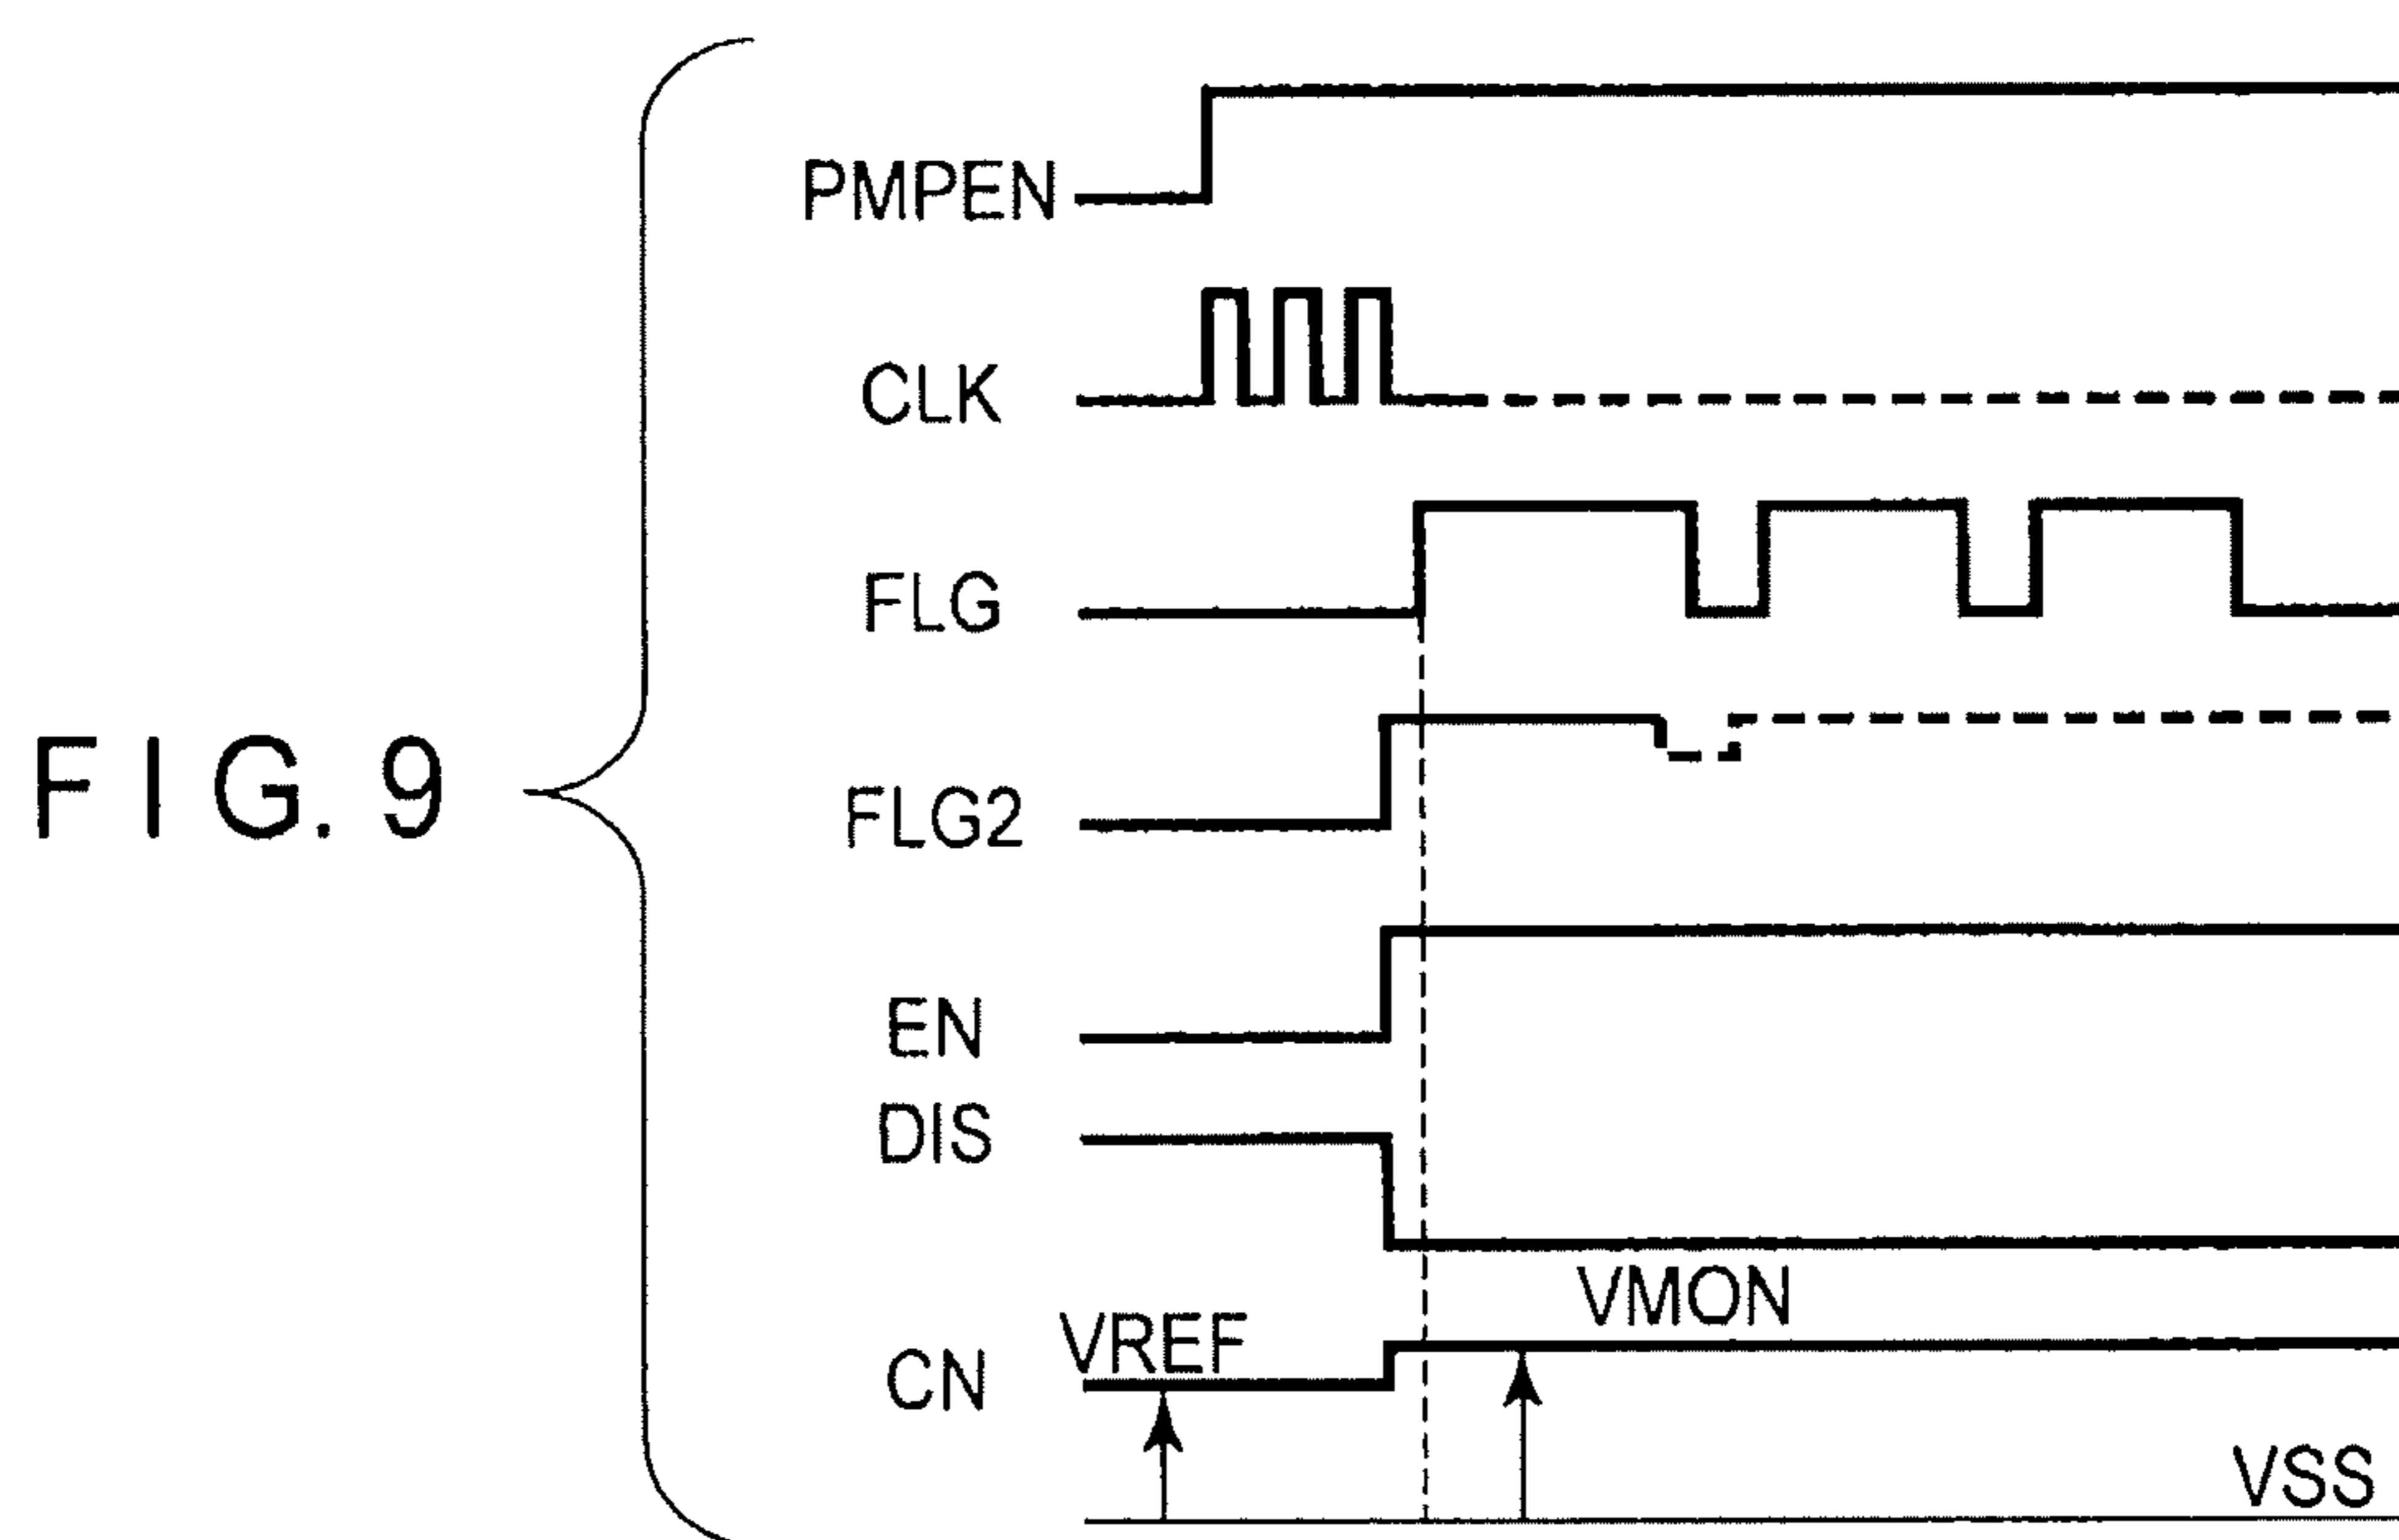 FIG. 9
PMPEN
CLK
FLG
FLG2
EN
DIS
VMON
VREF
CN
VSS